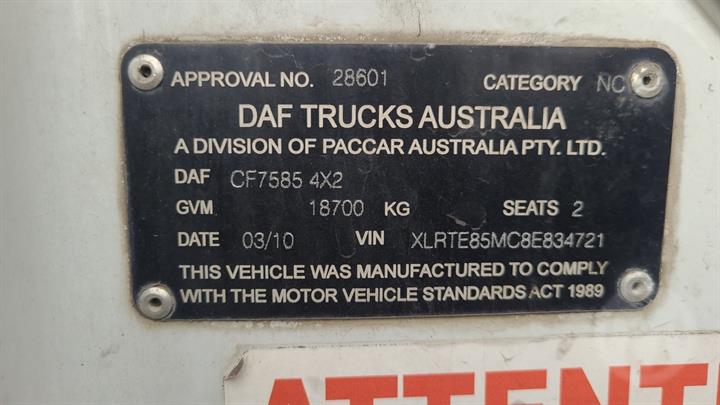 APPROVAL NO. 28601 CATEGORY NC
DAF TRUCKS AUSTRALIA
A DIVISION OF PACCAR AUSTRALIA PTY. LTD.
DAF CF7585 4X2
GVM 18700 KG SEATS 2
DATE 03/10 VIN XLRTE85MC8E834721
THIS VEHICLE WAS MANUFACTURED TO COMPLY
WITH THE MOTOR VEHICLE STANDARDS ACT 1989
ATTENT